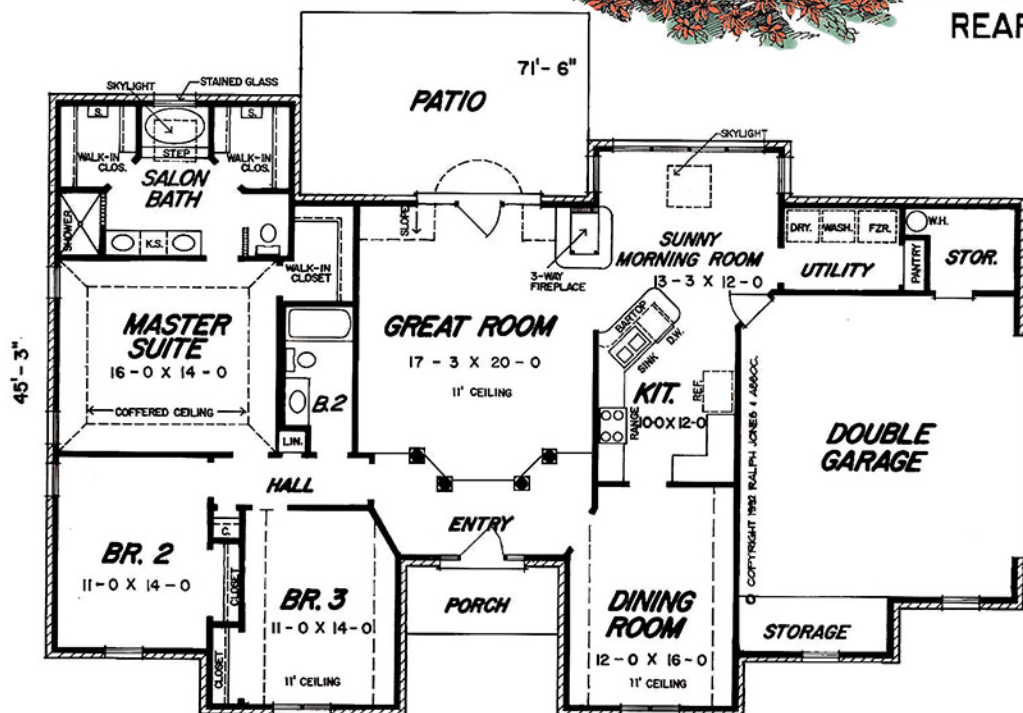 REAR
71'- 6"
PATIO
SKYLIGHT
STAINED GLASS
S.
S.
STEP
WALK-IN
CLOS.
WALK-IN
CLOS.
SALON
BATH
SHOWER
K.S.
WALK-IN
CLOSET
SLOPE
3-WAY
FIREPLACE
SKYLIGHT
SUNNY
MORNING ROOM
13-3 X 12-0
DRY.
WASH.
FZR.
W.H.
UTILITY
PANTRY
STOR.
45'-3"
MASTER
SUITE
16-0 X 14-0
COFFERED CEILING
B.2
LIN.
GREAT ROOM
17-3 X 20-0
11' CEILING
BARTOP
SINK
D.W.
KIT.
10-0 X 12-0
RANGE
REF.
DOUBLE
GARAGE
COPYRIGHT 1992 RALPH JONES & ASSOC.
HALL
ENTRY
BR. 2
11-0 X 14-0
C.
CLOSET
CLOSET
BR. 3
11-0 X 14-0
11' CEILING
PORCH
DINING
ROOM
12-0 X 16-0
11' CEILING
STORAGE